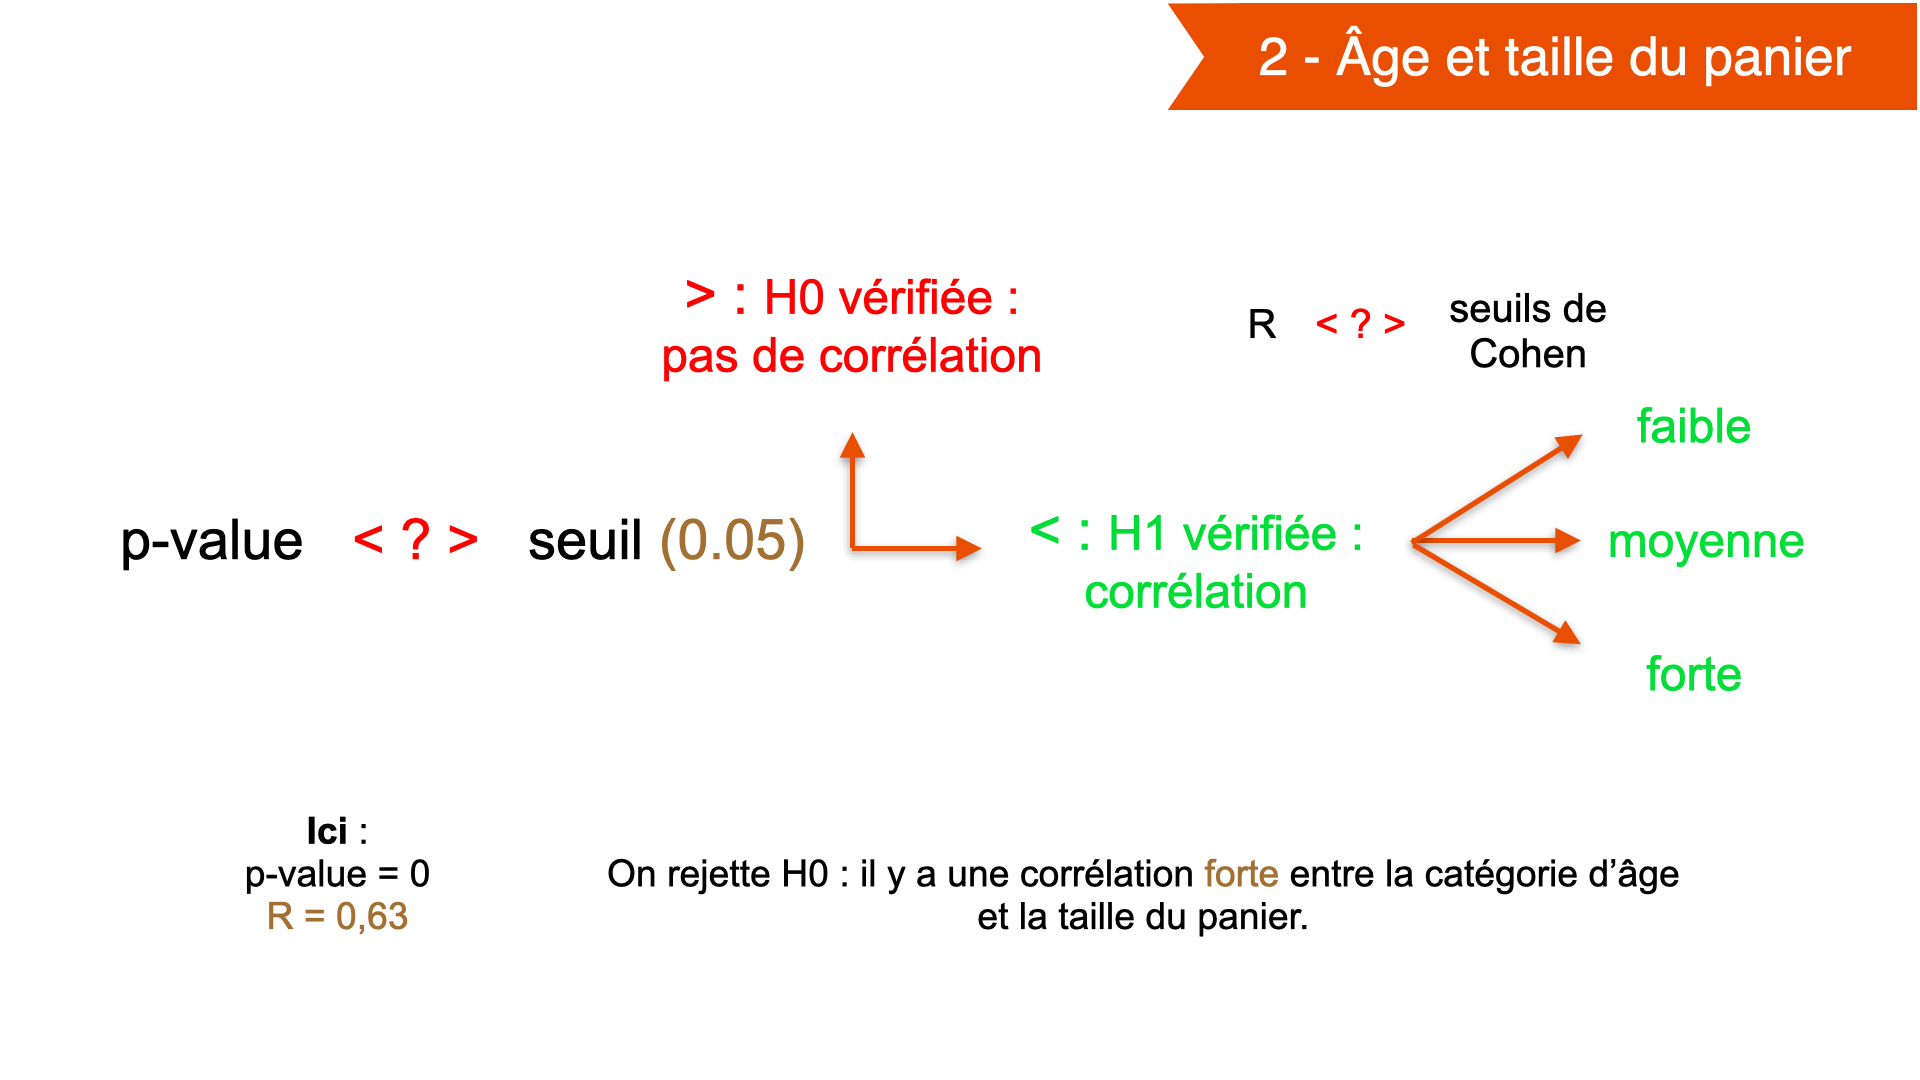 2 - Âge et taille du panier
> : H0 vérifiée :
pas de corrélation
R < ? > seuils de
Cohen
faible
p-value < ? > seuil (0.05)
< : H1 vérifiée :
corrélation
moyenne
forte
Ici :
p-value = 0
R = 0,63
On rejette H0 : il y a une corrélation forte entre la catégorie d’âge
et la taille du panier.